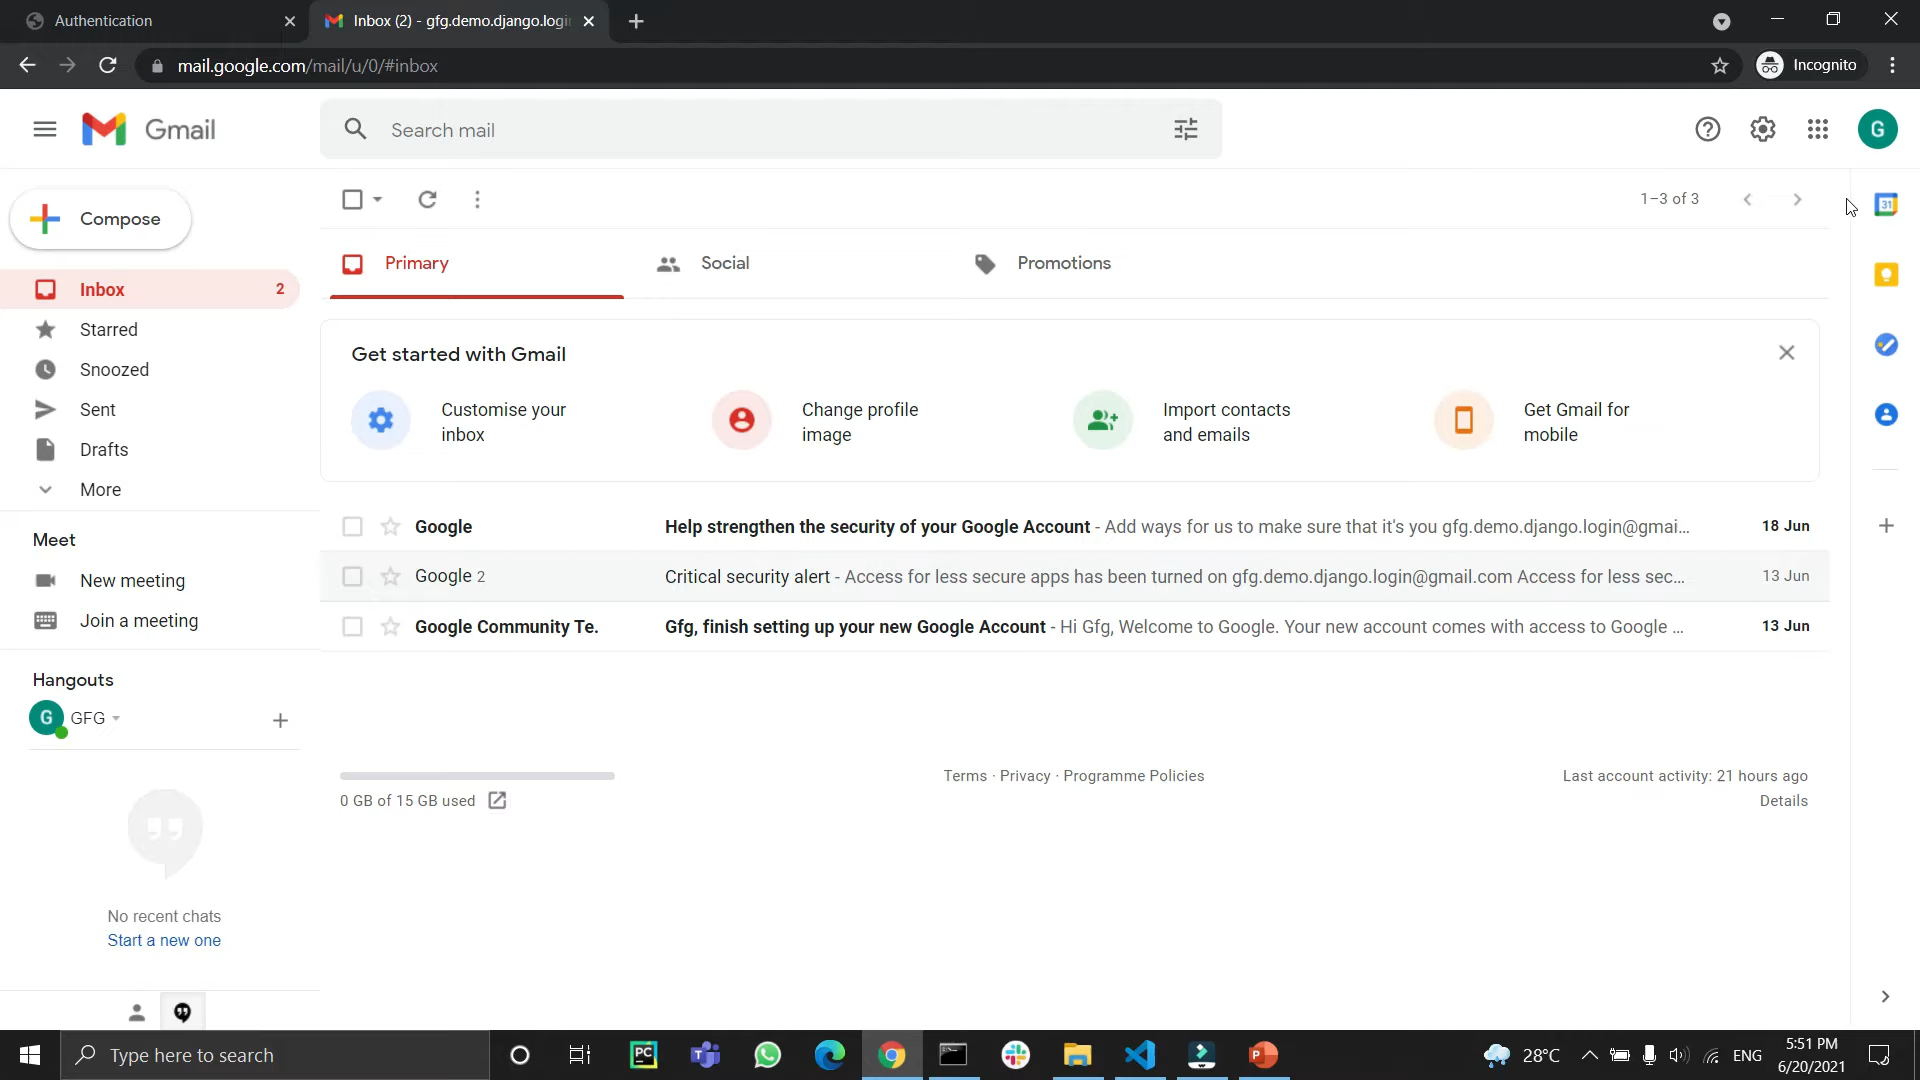 Authentication
Inbox (2) - gfg.demo.django.login
mail.google.com/mail/u/0/#inbox
Incognito
Gmail
Search mail
G
Compose
1–3 of 3
31
Primary
Social
Promotions
Inbox
2
Starred
Snoozed
Sent
Drafts
More
Get started with Gmail
Customise your
inbox
Change profile
image
Import contacts
and emails
Get Gmail for
mobile
Google
Help strengthen the security of your Google Account - Add ways for us to make sure that it's you gfg.demo.django.login@gmai...
18 Jun
Google 2
Critical security alert - Access for less secure apps has been turned on gfg.demo.django.login@gmail.com Access for less sec...
13 Jun
Google Community Te.
Gfg, finish setting up your new Google Account - Hi Gfg, Welcome to Google. Your new account comes with access to Google ...
13 Jun
Meet
New meeting
Join a meeting
Hangouts
G
GFG
No recent chats
Start a new one
0 GB of 15 GB used
Terms · Privacy · Programme Policies
Last account activity: 21 hours ago
Details
Type here to search
PC
T
W
P
28°C
ENG
5:51 PM
6/20/2021